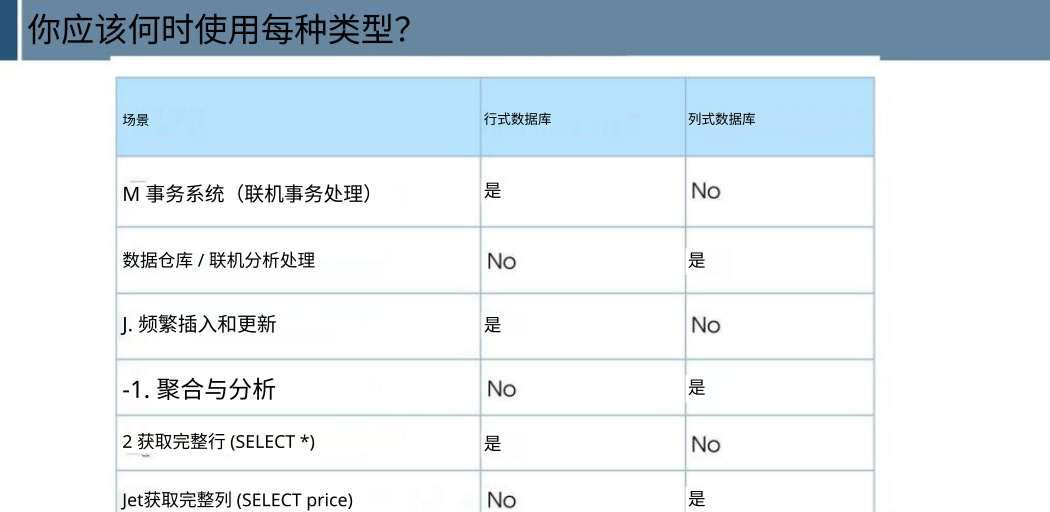 你应该何时使用每种类型？
场景 行式数据库 列式数据库
M 事务系统（联机事务处理） 是 No
数据仓库 / 联机分析处理 No 是
J. 频繁插入和更新 是 No
-1. 聚合与分析 No 是
2 获取完整行 (SELECT *) 是 No
Jet获取完整列 (SELECT price) No 是